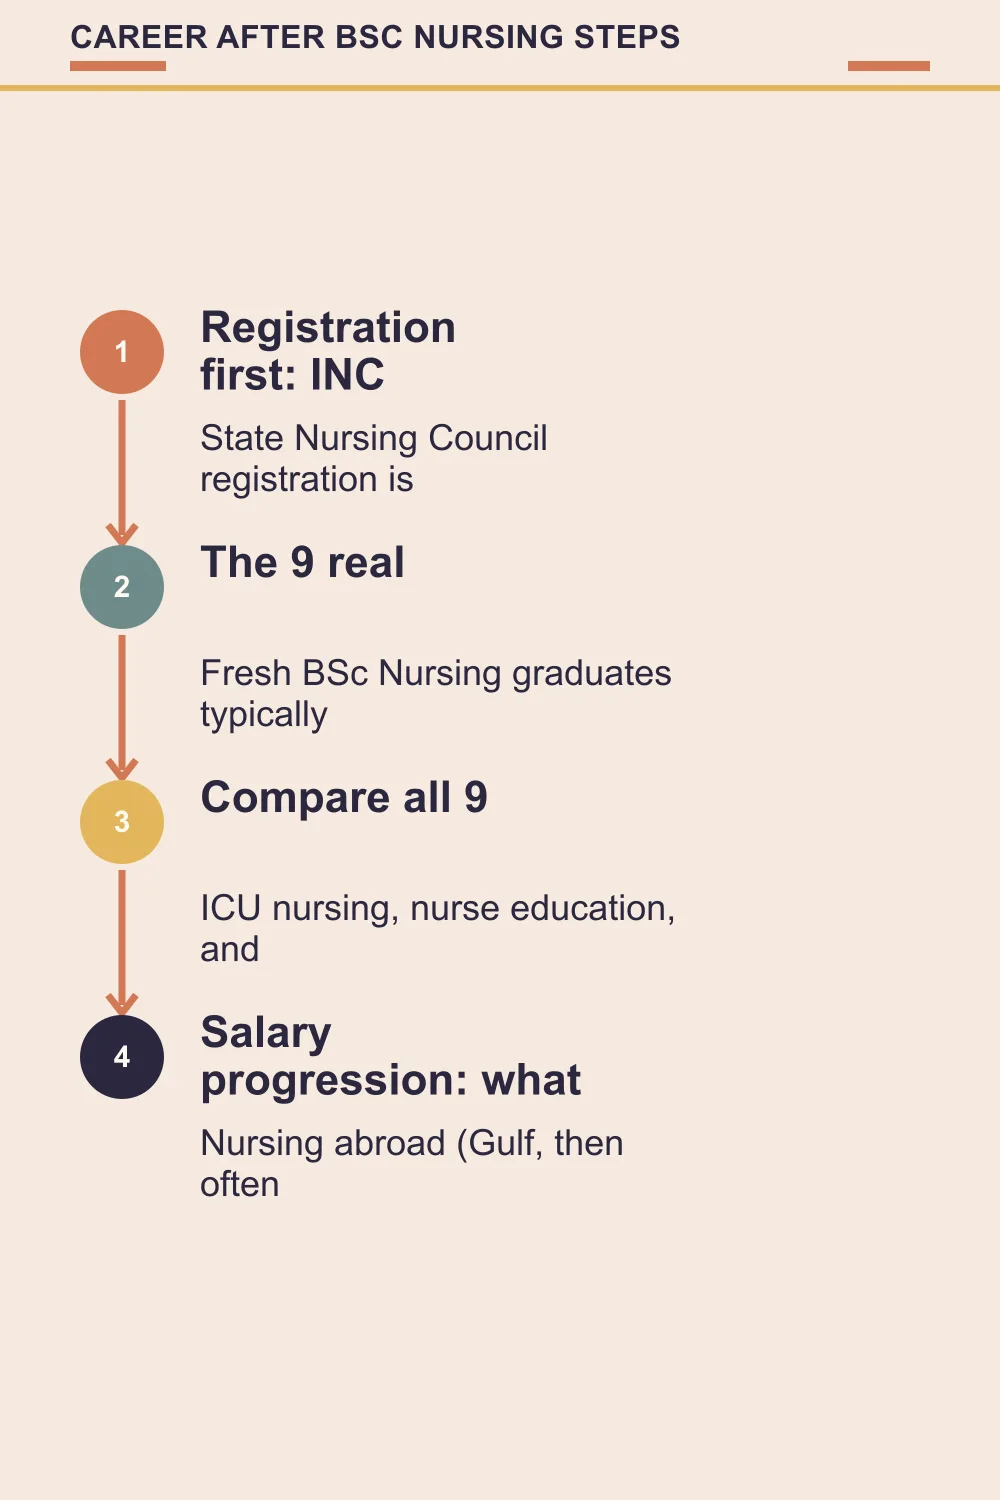 CAREER AFTER BSC NURSING STEPS
1
Registration
first: INC
State Nursing Council
registration is
2
The 9 real
Fresh BSc Nursing graduates
typically
3
Compare all 9
ICU nursing, nurse education,
and
4
Salary
progression: what
Nursing abroad (Gulf, then
often